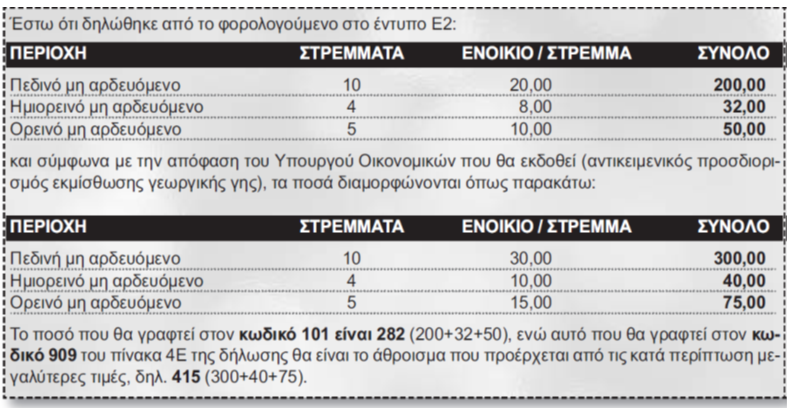 Έστω ότι δηλώθηκε από το φορολογούμενο στο έντυπο Ε2:
ΠΕΡΙΟΧΗ ΣΤΡΕΜΜΑΤΑ ΕΝΟΙΚΙΟ / ΣΤΡΕΜΜΑ ΣΥΝΟΛΟ
Πεδινό μη αρδευόμενο 10 20,00 200,00
Ημιορεινό μη αρδευόμενο 4 8,00 32,00
Ορεινό μη αρδευόμενο 5 10,00 50,00
και σύμφωνα με την απόφαση του Υπουργού Οικονομικών που θα εκδοθεί (αντικειμενικός προσδιορι-
σμός εκμίσθωσης γεωργικής γης), τα ποσά διαμορφώνονται όπως παρακάτω:
ΠΕΡΙΟΧΗ ΣΤΡΕΜΜΑΤΑ ΕΝΟΙΚΙΟ / ΣΤΡΕΜΜΑ ΣΥΝΟΛΟ
Πεδινή μη αρδευόμενο 10 30,00 300,00
Ημιορεινό μη αρδευόμενο 4 10,00 40,00
Ορεινό μη αρδευόμενο 5 15,00 75,00
Το ποσό που θα γραφτεί στον κωδικό 101 είναι 282 (200+32+50), ενώ αυτό που θα γραφτεί στον κω-
δικό 909 του πίνακα 4Ε της δήλωσης θα είναι το άθροισμα που προέρχεται από τις κατά περίπτωση με-
γαλύτερες τιμές, δηλ. 415 (300+40+75).